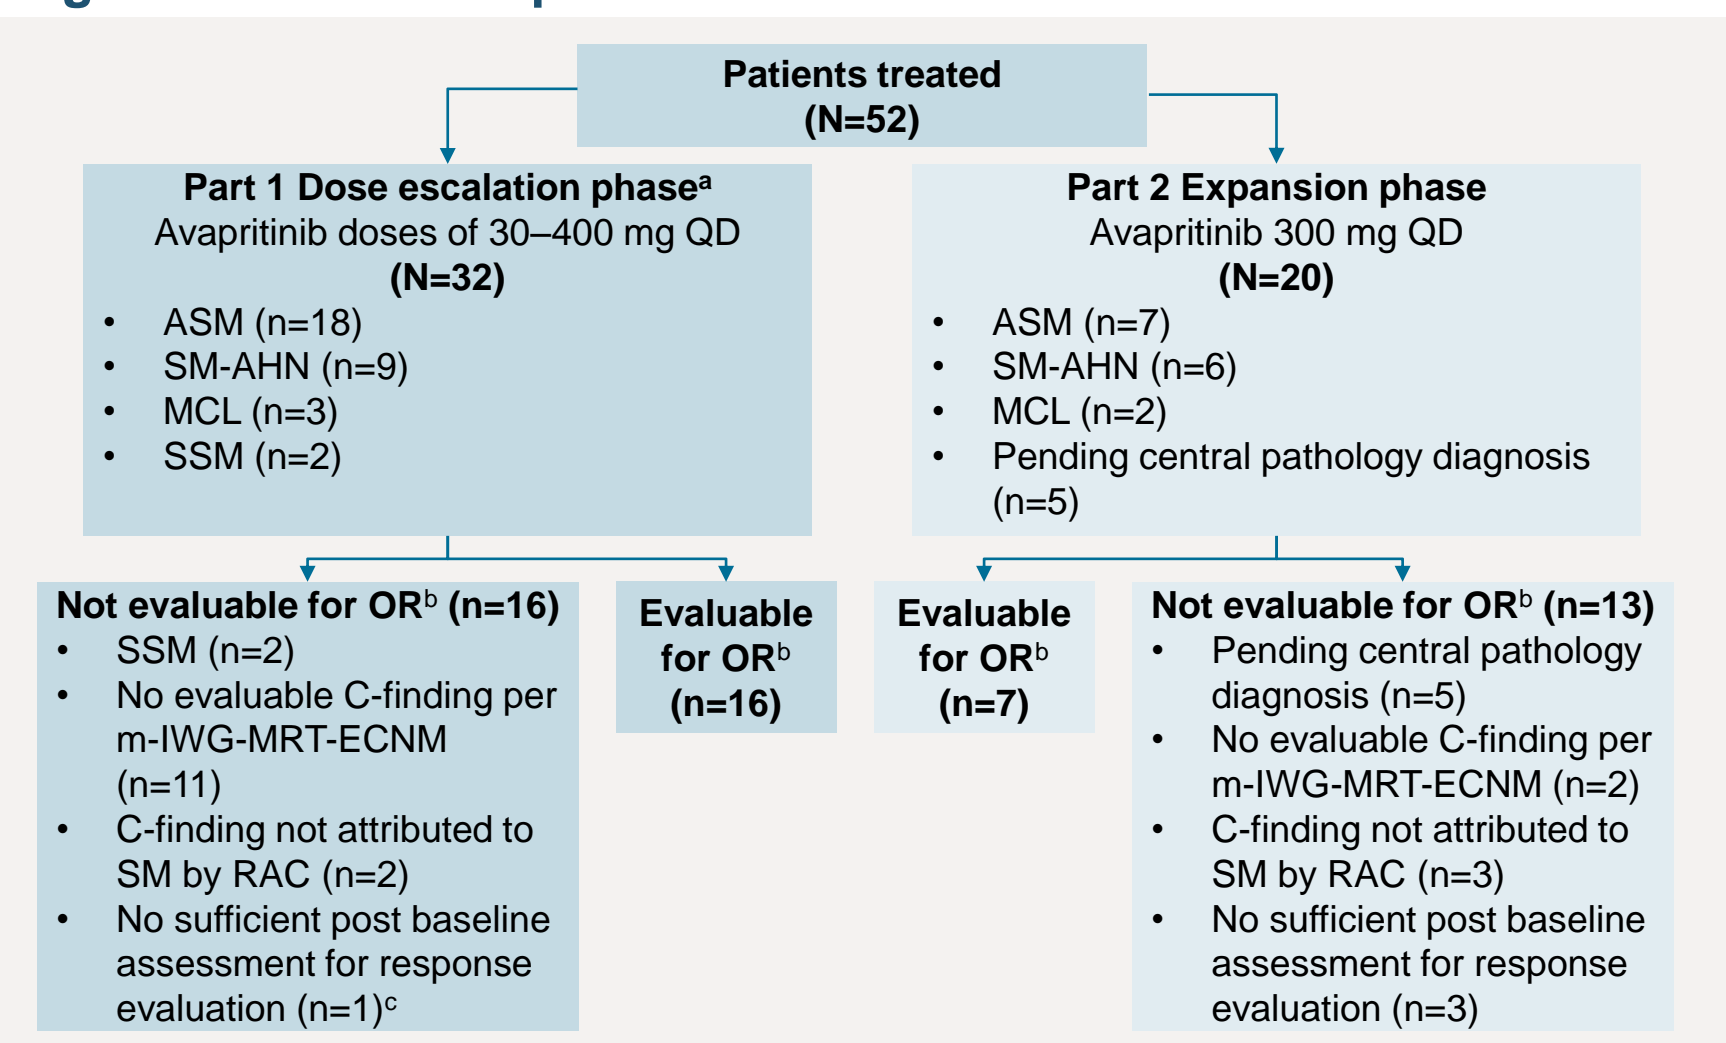 Patients treated
(N=52)
Part 1 Dose escalation phaseᵃ
Avapritinib doses of 30–400 mg QD
(N=32)
• ASM (n=18)
• SM-AHN (n=9)
• MCL (n=3)
• SSM (n=2)
Part 2 Expansion phase
Avapritinib 300 mg QD
(N=20)
• ASM (n=7)
• SM-AHN (n=6)
• MCL (n=2)
• Pending central pathology diagnosis
(n=5)
Not evaluable for ORᵇ (n=16)
• SSM (n=2)
• No evaluable C-finding per
m-IWG-MRT-ECNM
(n=11)
• C-finding not attributed to
SM by RAC (n=2)
• No sufficient post baseline
assessment for response
evaluation (n=1)ᶜ
Evaluable
for ORᵇ
(n=16)
Evaluable
for ORᵇ
(n=7)
Not evaluable for ORᵇ (n=13)
• Pending central pathology
diagnosis (n=5)
• No evaluable C-finding per
m-IWG-MRT-ECNM (n=2)
• C-finding not attributed to
SM by RAC (n=3)
• No sufficient post baseline
assessment for response
evaluation (n=3)